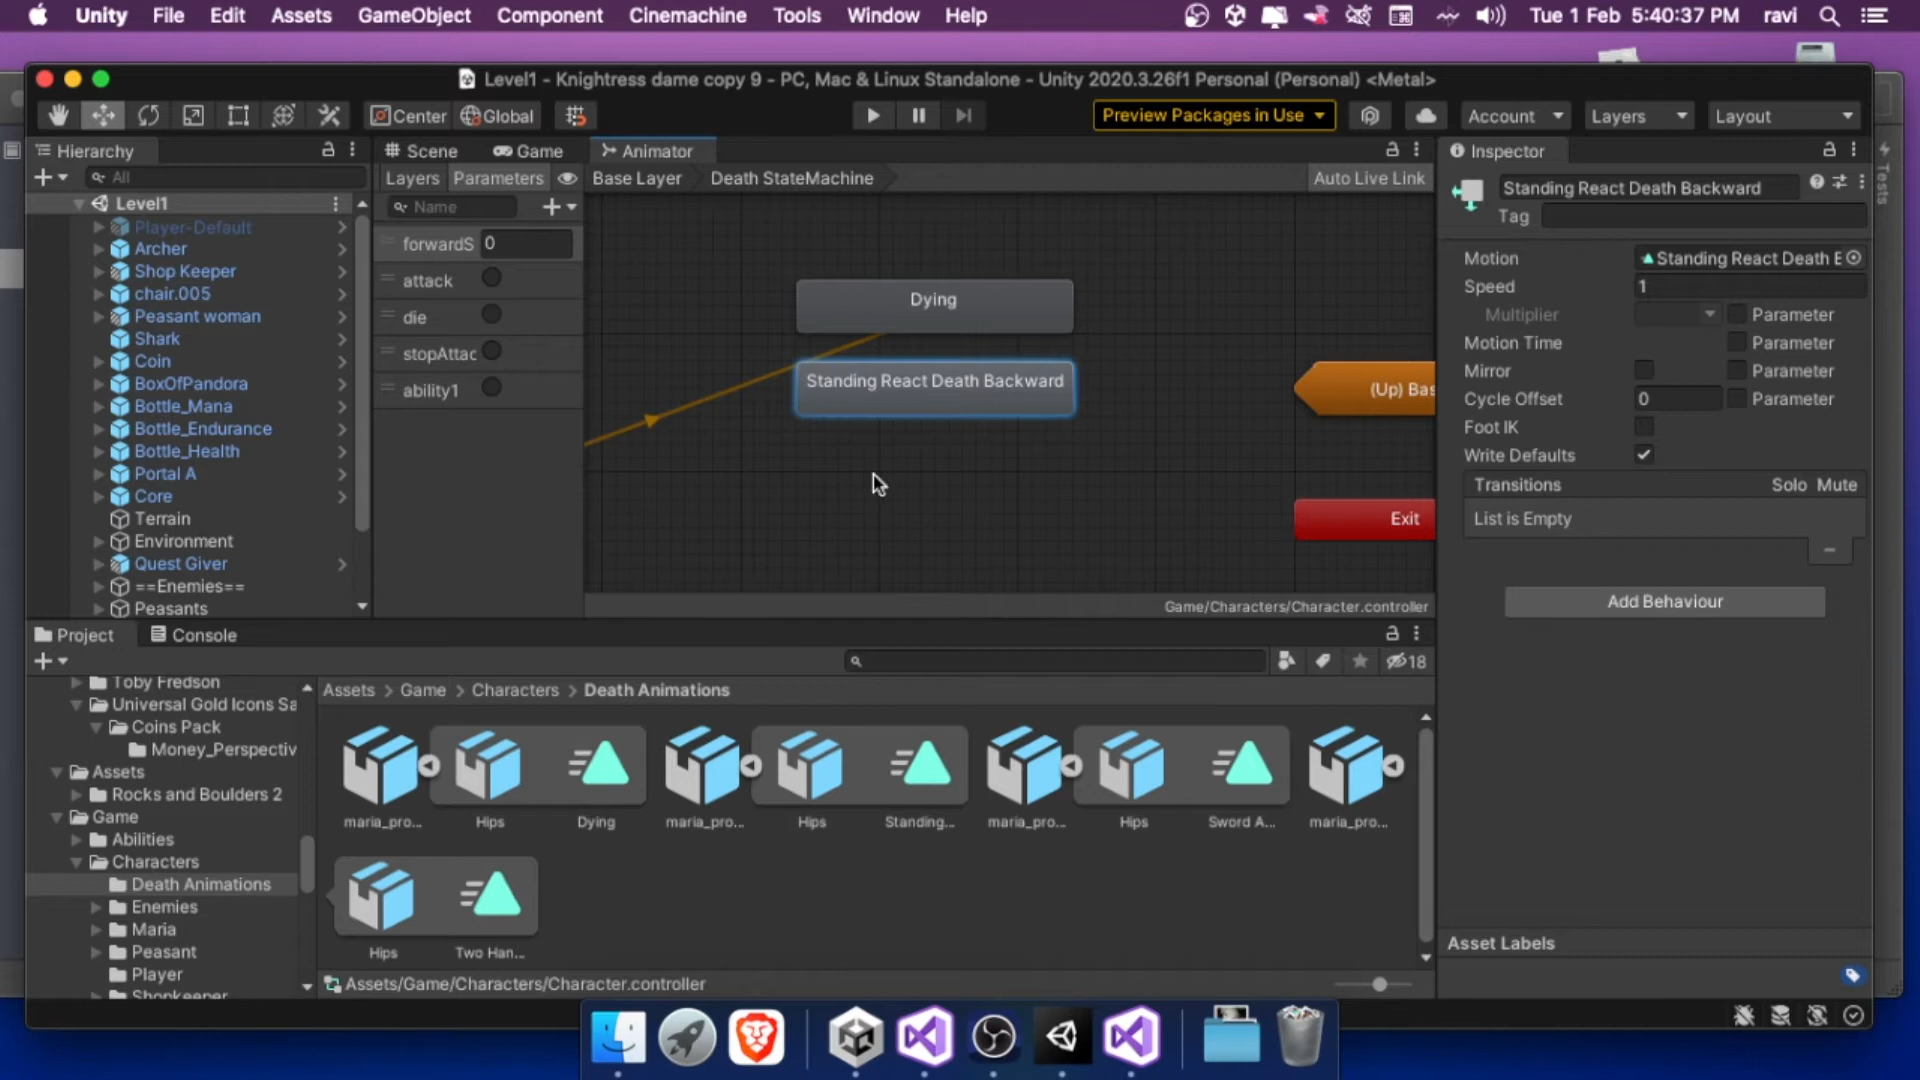 Unity File Edit Assets GameObject Component Cinemachine Tools Window Help Tue 1 Feb 5:40:37 PM ravi
Level1 - Knightress dame copy 9 - PC, Mac & Linux Standalone - Unity 2020.3.26f1 Personal (Personal) <Metal>
Center Global Preview Packages in Use Account Layers Layout
Hierarchy
All
Level1
Player-Default
Archer
Shop Keeper
chair.005
Peasant woman
Shark
Coin
BoxOfPandora
Bottle_Mana
Bottle_Endurance
Bottle_Health
Portal A
Core
Terrain
Environment
Quest Giver
==Enemies==
Peasants
Scene Game Animator
Layers Parameters Base Layer Death StateMachine Auto Live Link
Name
forwardS 0
attack
die
stopAttac
ability1
Dying
Standing React Death Backward
(Up) Bas
Exit
Game/Characters/Character.controller
Inspector
Standing React Death Backward
Tag
Motion Standing React Death E
Speed 1
Multiplier Parameter
Motion Time Parameter
Mirror Parameter
Cycle Offset 0 Parameter
Foot IK
Write Defaults
Transitions Solo Mute
List is Empty
Add Behaviour
Asset Labels
Tests
Project Console
18
Toby Fredson
Universal Gold Icons Sa
Coins Pack
Money_Perspectiv
Assets
Rocks and Boulders 2
Game
Abilities
Characters
Death Animations
Enemies
Maria
Peasant
Player
Shopkeeper
Assets > Game > Characters > Death Animations
maria_pro... Hips Dying maria_pro... Hips Standing... maria_pro... Hips Sword A... maria_pro...
Hips Two Han...
Assets/Game/Characters/Character.controller